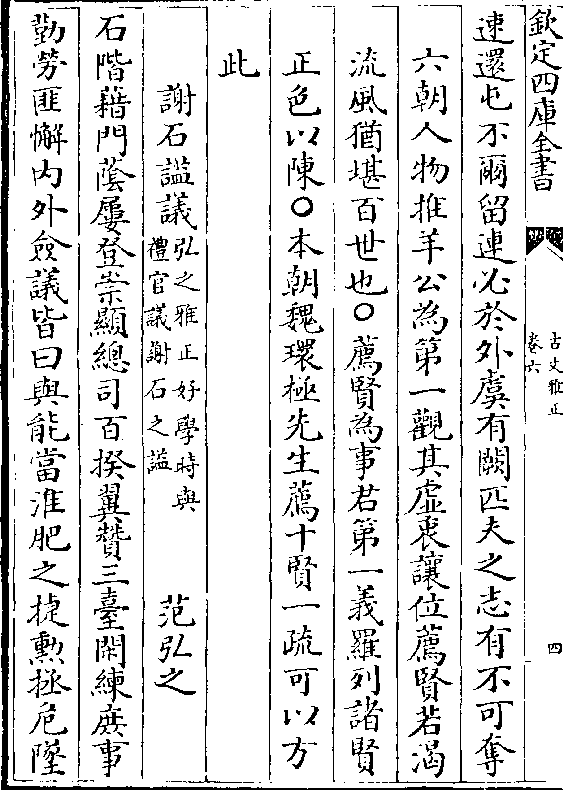 欽定四庫全書
古文雅正
卷六
四
速還屯不爾留連必於外虞有闕匹夫之志有不可奪
六朝人物推羊公為第一觀其虛衷讓位薦賢若渴
流風猶堪百世也○薦賢為事君第一義羅列諸賢
正色以陳○本朝魏環極先生薦十賢一疏可以方
此
謝石諡議 弘之雅正好學時與
禮官議謝石之諡 范弘之
石階藉門蔭屢登崇顯總司百揆翼贊三臺閑練庶事
勤勞匪懈内外僉議皆曰與能當淮肥之捷勲拯危墜